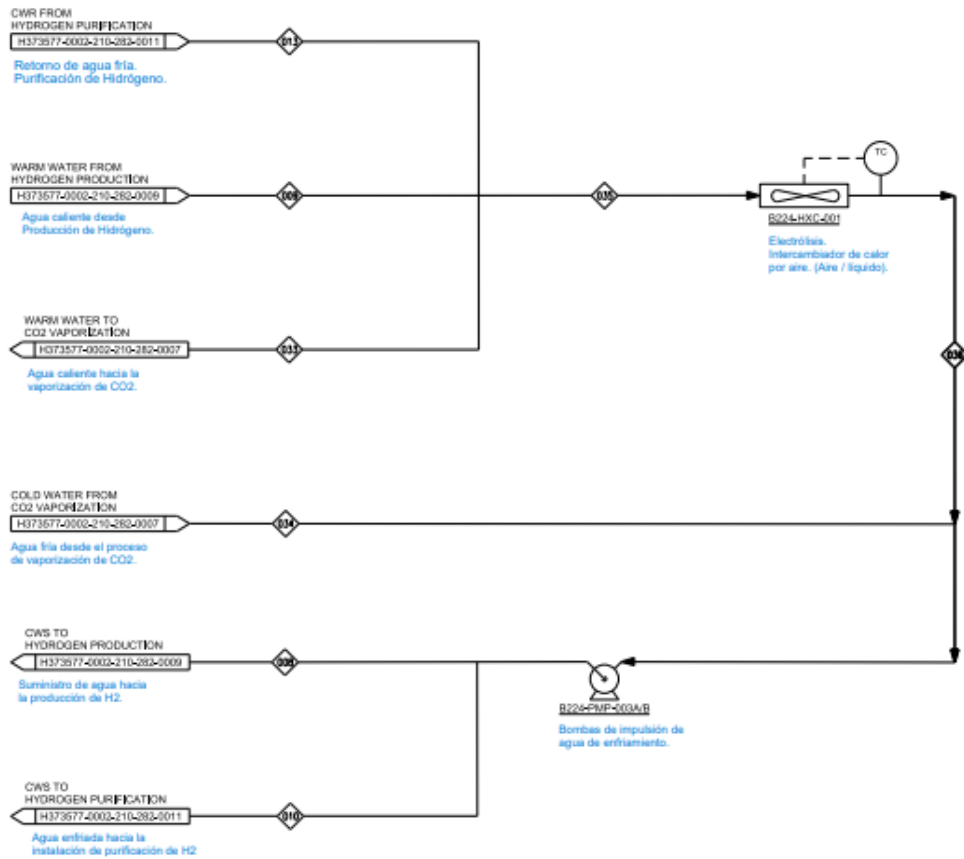 CWR FROM
HYDROGEN PURIFICATION
H373577-0002-210-282-0011
Retorno de agua fría.
Purificación de Hidrógeno.
013
WARM WATER FROM
HYDROGEN PRODUCTION
H373577-0002-210-282-0009
Agua caliente desde
Producción de Hidrógeno.
009
035
TC
B224-HXC-001
Electrólisis.
Intercambiador de calor
por aire. (Aire / líquido).
WARM WATER TO
CO2 VAPORIZATION
H373577-0002-210-282-0007
Agua caliente hacia la
vaporización de CO2.
033
036
COLD WATER FROM
CO2 VAPORIZATION
H373577-0002-210-282-0007
Agua fría desde el proceso
de vaporización de CO2.
034
CWS TO
HYDROGEN PRODUCTION
H373577-0002-210-282-0009
Suministro de agua hacia
la producción de H2.
008
B224-PMP-003A/B
Bombas de impulsión de
agua de enfriamiento.
CWS TO
HYDROGEN PURIFICATION
H373577-0002-210-282-0011
Agua enfriada hacia la
instalación de purificación de H2
010